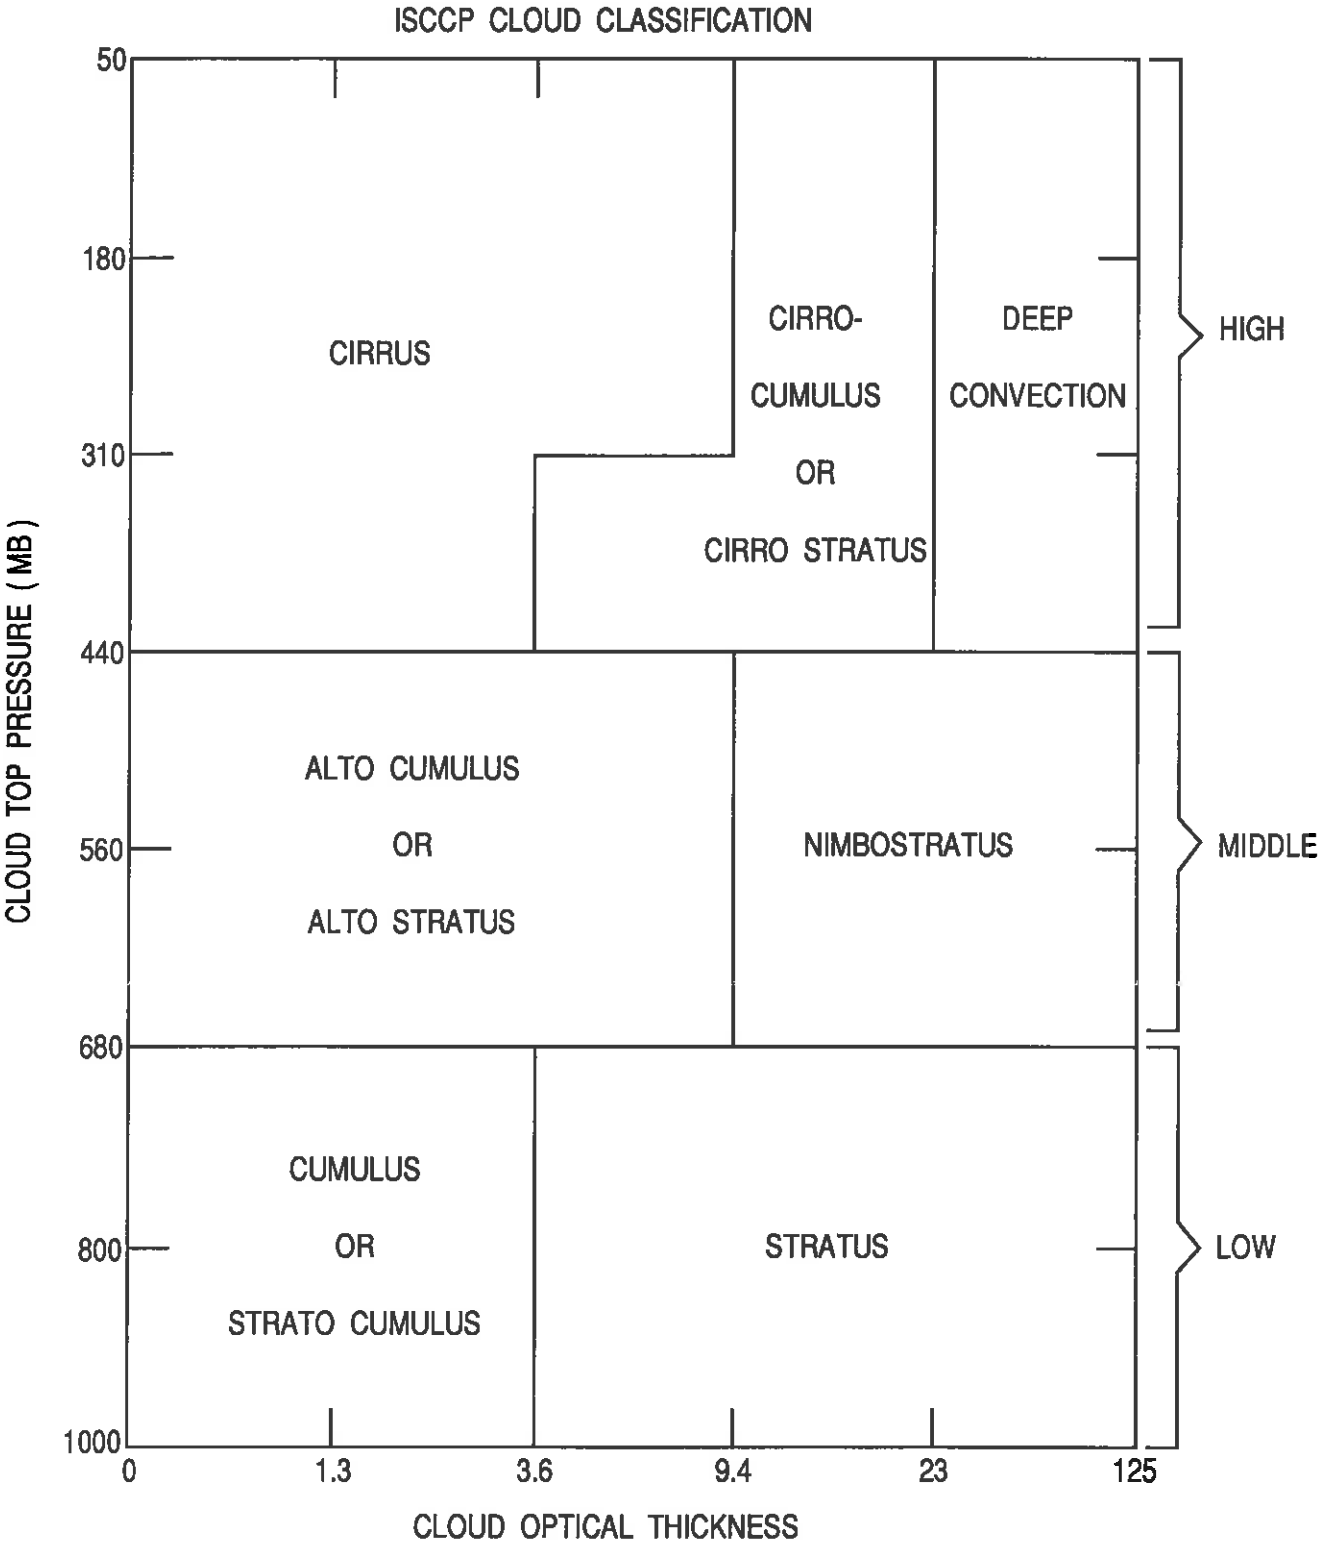 ISCCP CLOUD CLASSIFICATION
50
180
310
440
560
680
800
1000
CLOUD TOP PRESSURE (MB)
CIRRUS
CIRRO-
CUMULUS
OR
CIRRO STRATUS
DEEP
CONVECTION
HIGH
ALTO CUMULUS
OR
ALTO STRATUS
NIMBOSTRATUS
MIDDLE
CUMULUS
OR
STRATO CUMULUS
STRATUS
LOW
0 1.3 3.6 9.4 23 125
CLOUD OPTICAL THICKNESS